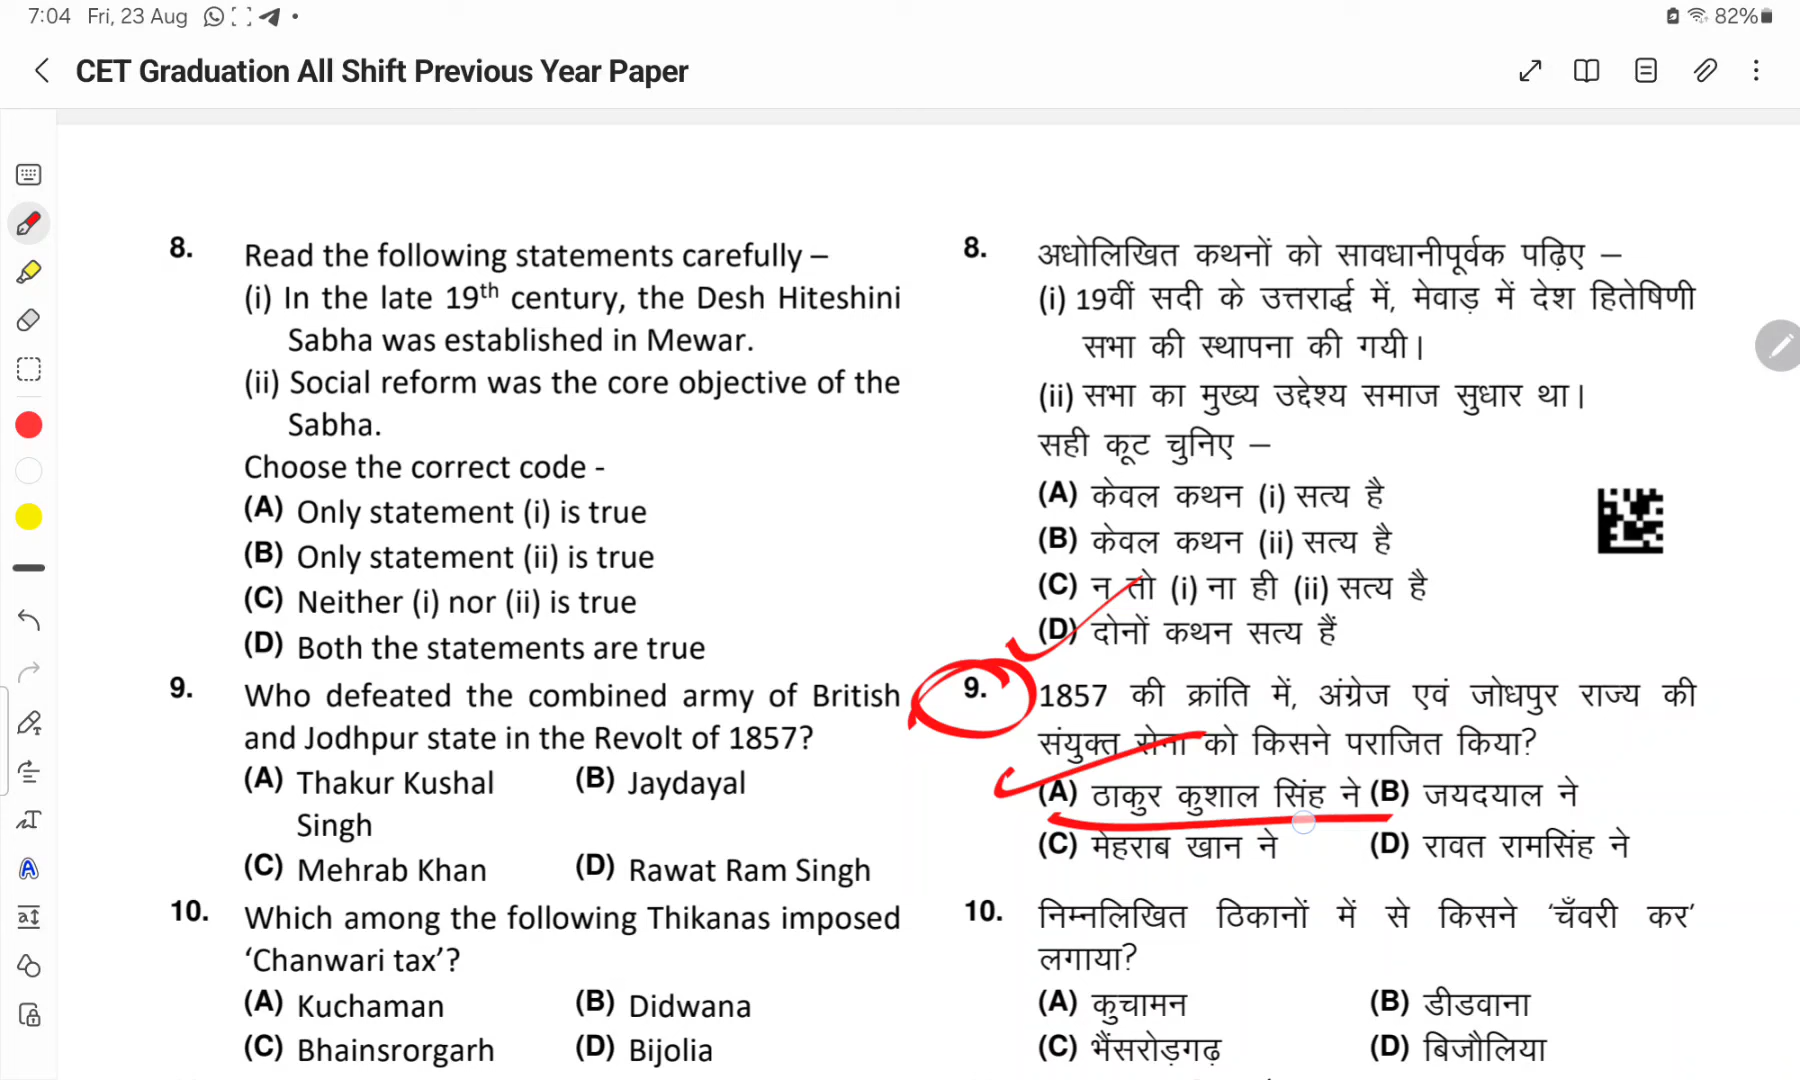 7:04 Fri, 23 Aug
82%
CET Graduation All Shift Previous Year Paper
8. Read the following statements carefully –
(i) In the late 19th century, the Desh Hiteshini
Sabha was established in Mewar.
(ii) Social reform was the core objective of the
Sabha.
Choose the correct code -
(A) Only statement (i) is true
(B) Only statement (ii) is true
(C) Neither (i) nor (ii) is true
(D) Both the statements are true
9. Who defeated the combined army of British
and Jodhpur state in the Revolt of 1857?
(A) Thakur Kushal (B) Jaydayal
Singh
(C) Mehrab Khan (D) Rawat Ram Singh
10. Which among the following Thikanas imposed
‘Chanwari tax’?
(A) Kuchaman (B) Didwana
(C) Bhainsrorgarh (D) Bijolia
8. अधोलिखित कथनों को सावधानीपूर्वक पढ़िए –
(i) 19वीं सदी के उत्तरार्द्ध में, मेवाड़ में देश हितेषिणी
सभा की स्थापना की गयी।
(ii) सभा का मुख्य उद्देश्य समाज सुधार था।
सही कूट चुनिए –
(A) केवल कथन (i) सत्य है
(B) केवल कथन (ii) सत्य है
(C) न तो (i) ना ही (ii) सत्य है
(D) दोनों कथन सत्य हैं
9. 1857 की क्रांति में, अंग्रेज एवं जोधपुर राज्य की
संयुक्त सेना को किसने पराजित किया?
(A) ठाकुर कुशाल सिंह ने (B) जयदयाल ने
(C) मेहराब खान ने (D) रावत रामसिंह ने
10. निम्नलिखित ठिकानों में से किसने ‘चँवरी कर’
लगाया?
(A) कुचामन (B) डीडवाना
(C) भैंसरोड़गढ़ (D) बिजौलिया